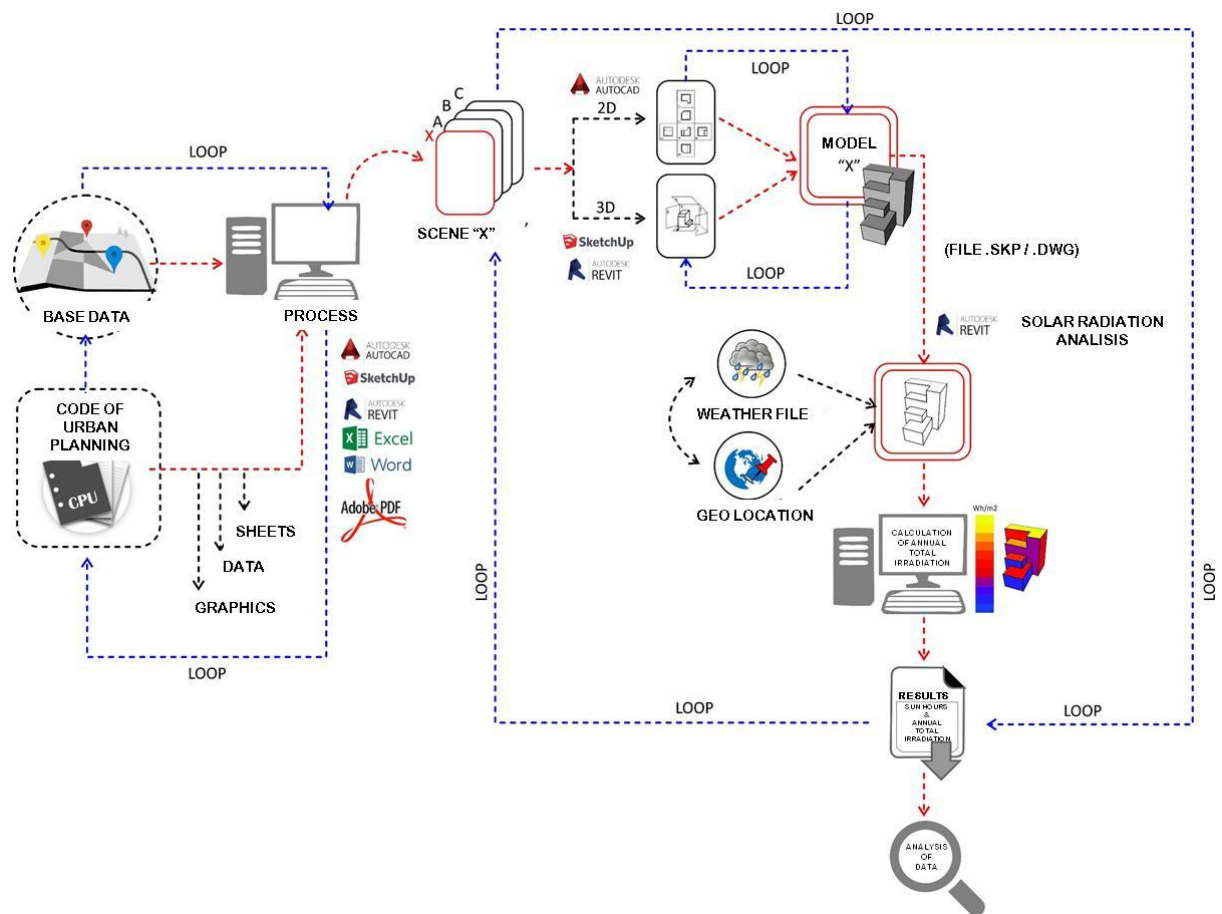 LOOP
BASE DATA
PROCESS
CODE OF
URBAN
PLANNING
CPU
SHEETS
DATA
GRAPHICS
LOOP
AUTODESK
AUTOCAD
SketchUp
AUTODESK
REVIT
Excel
Word
Adobe PDF
LOOP
C
B
A
X
SCENE "X"
,
AUTODESK
AUTOCAD
2D
3D
SketchUp
AUTODESK
REVIT
LOOP
MODEL
"X"
LOOP
(FILE .SKP / .DWG)
AUTODESK
REVIT
SOLAR RADIATION
ANALISIS
WEATHER FILE
GEO LOCATION
Wh/m2
CALCULATION
OF ANNUAL
TOTAL
IRRADIATION
LOOP
LOOP
LOOP
LOOP
RESULTS
SUN HOURS
&
ANNUAL
TOTAL
IRRADIATION
ANALYSIS
OF
DATA